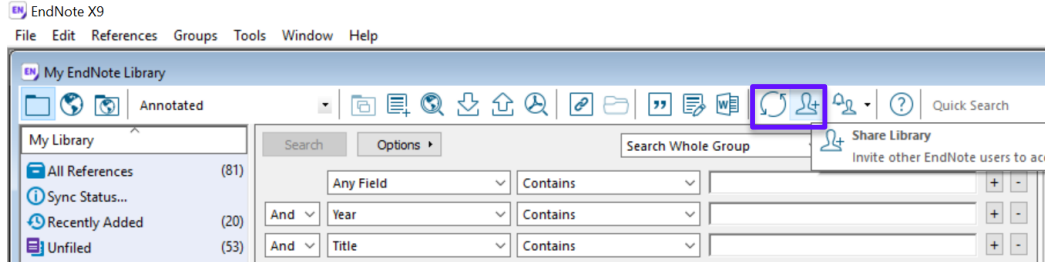 EN EndNote X9
File Edit References Groups Tools Window Help
EN My EndNote Library
Annotated
Quick Search
My Library
Search Options
Search Whole Group
Share Library
Invite other EndNote users to
All References (81)
Any Field Contains + -
Sync Status...
Recently Added (20)
And Year Contains + -
Unfiled (53)
And Title Contains + -